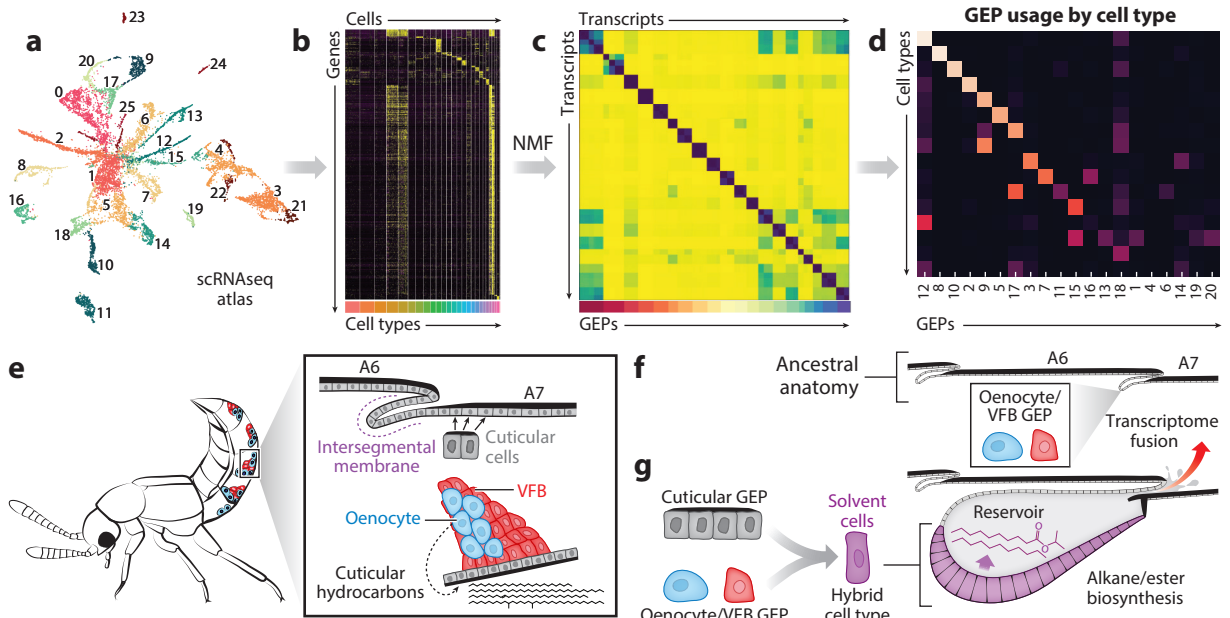 a
23
20
9
24
0
17
25
6
13
2
12
15
4
8
1
22
3
7
21
16
5
19
18
14
10
11
scRNAseq
atlas
b
Cells
Genes
Cell types
NMF
c
Transcripts
Transcripts
GEPs
GEP usage by cell type
d
Cell types
12 8 10 2 9 5 17 3 7 11 15 16 13 18 1 4 6 14 19 20
GEPs
e
A6
A7
Intersegmental
membrane
Cuticular
cells
VFB
Oenocyte
Cuticular
hydrocarbons
f
Ancestral
anatomy
A6
A7
Oenocyte/
VFB GEP
Transcriptome
fusion
g
Cuticular GEP
Solvent
cells
Hybrid
cell type
Oenocyte/VFB GEP
Reservoir
O
O
Alkane/ester
biosynthesis